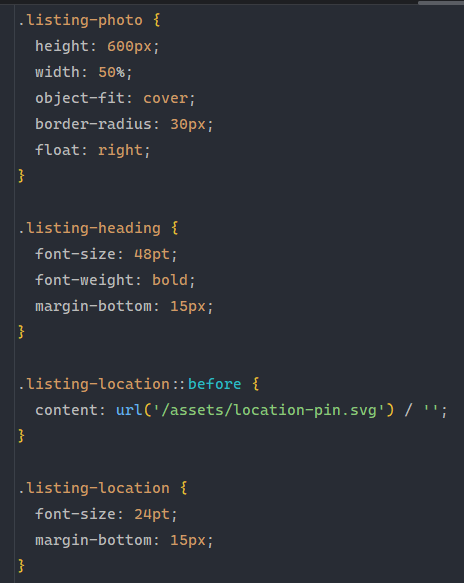 .listing-photo {
  height: 600px;
  width: 50%;
  object-fit: cover;
  border-radius: 30px;
  float: right;
}

.listing-heading {
  font-size: 48pt;
  font-weight: bold;
  margin-bottom: 15px;
}

.listing-location::before {
  content: url('/assets/location-pin.svg') / '';
}

.listing-location {
  font-size: 24pt;
  margin-bottom: 15px;
}